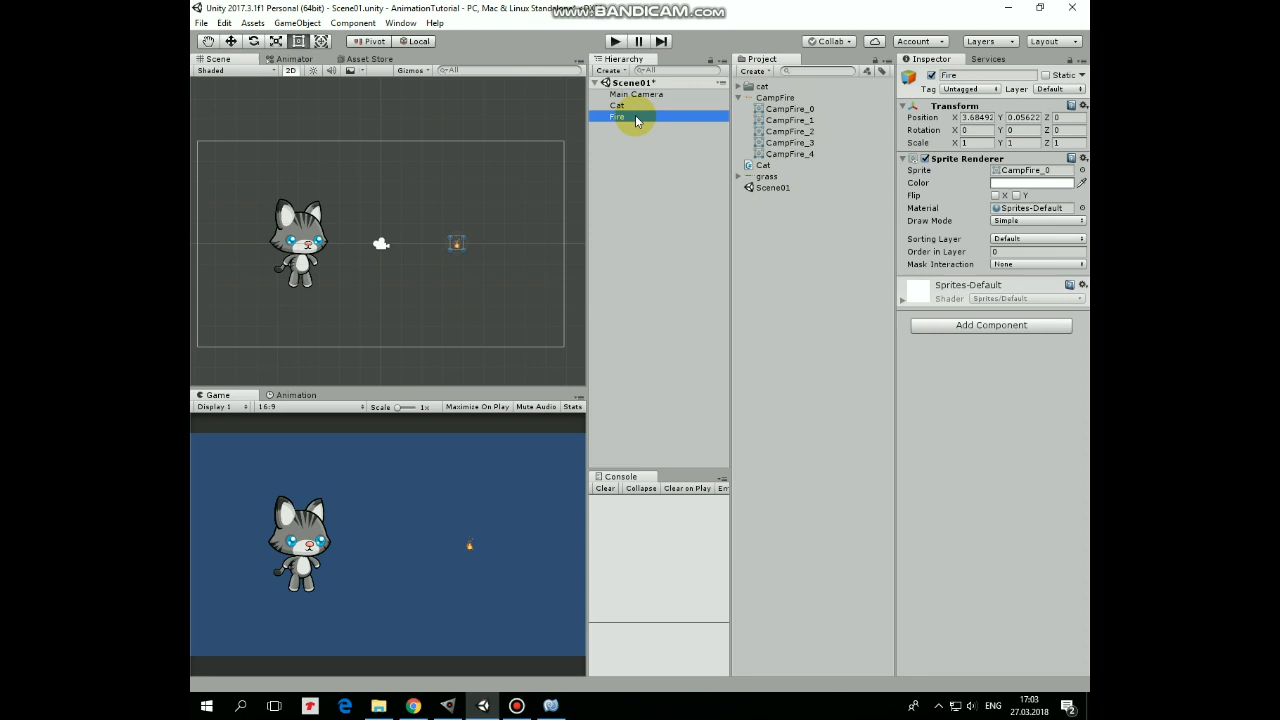 Unity 2017.3.1f1 Personal (64bit) - Scene01.unity - AnimationTutorial - PC, Mac & Linux Standalone
www.BANDICAM.com
File Edit Assets GameObject Component Window Help
Pivot Local Collab Account Layers Layout
Scene Animator Asset Store
Shaded 2D Gizmos All
Hierarchy
Create All
Scene01*
Main Camera
Cat
Fire
Project
Create
cat
CampFire
CampFire_0
CampFire_1
CampFire_2
CampFire_3
CampFire_4
Cat
grass
Scene01
Inspector Services
Fire Static
Tag Untagged Layer Default
Transform
Position X 3.68492 Y 0.05622 Z 0
Rotation X 0 Y 0 Z 0
Scale X 1 Y 1 Z 1
Sprite Renderer
Sprite CampFire_0
Color
Flip X Y
Material Sprites-Default
Draw Mode Simple
Sorting Layer Default
Order in Layer 0
Mask Interaction None
Sprites-Default
Shader Sprites/Default
Add Component
Game Animation
Display 1 16:9 Scale 1x Maximize On Play Mute Audio Stats
Console
Clear Collapse Clear on Play
ENG
17:03
27.03.2018
2